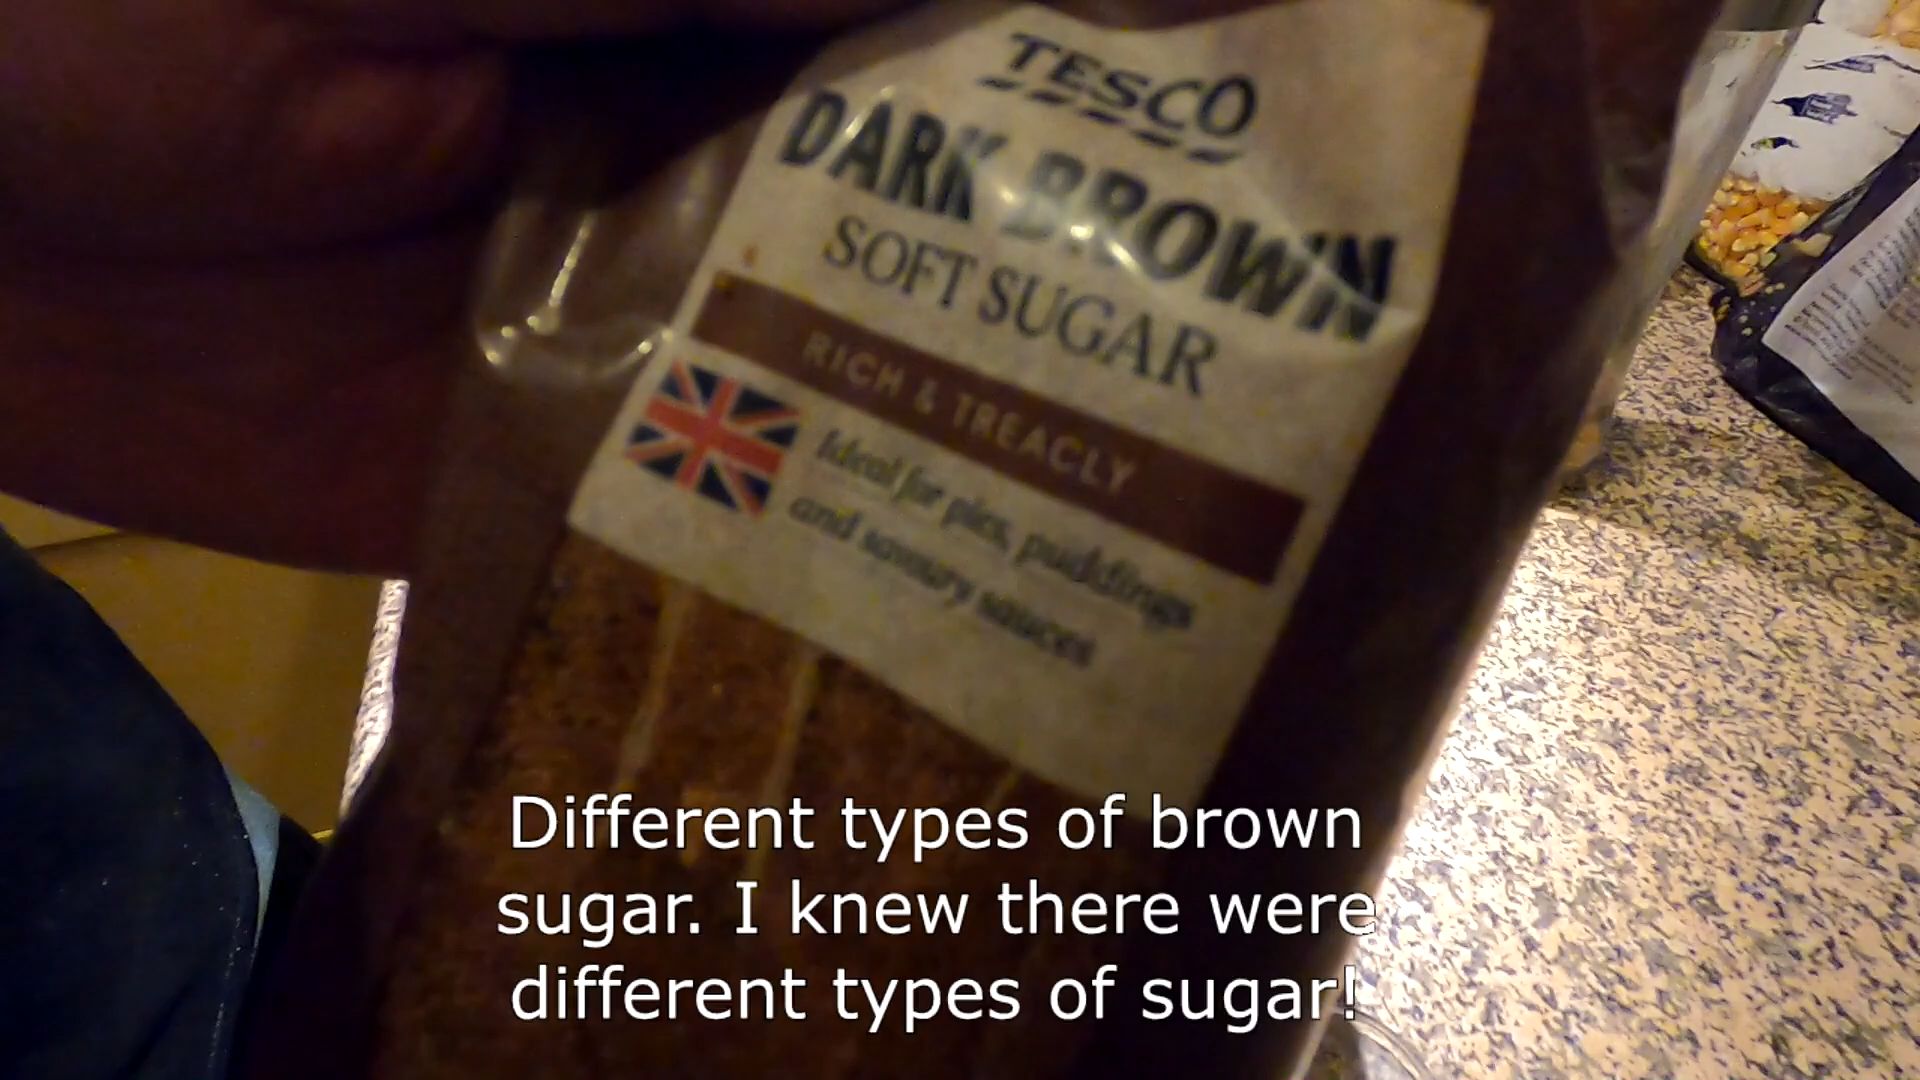 TESCO
DARK BROWN
SOFT SUGAR
RICH & TREACLY
Ideal for pies, puddings
and savoury sauces
Different types of brown
sugar. I knew there were
different types of sugar!